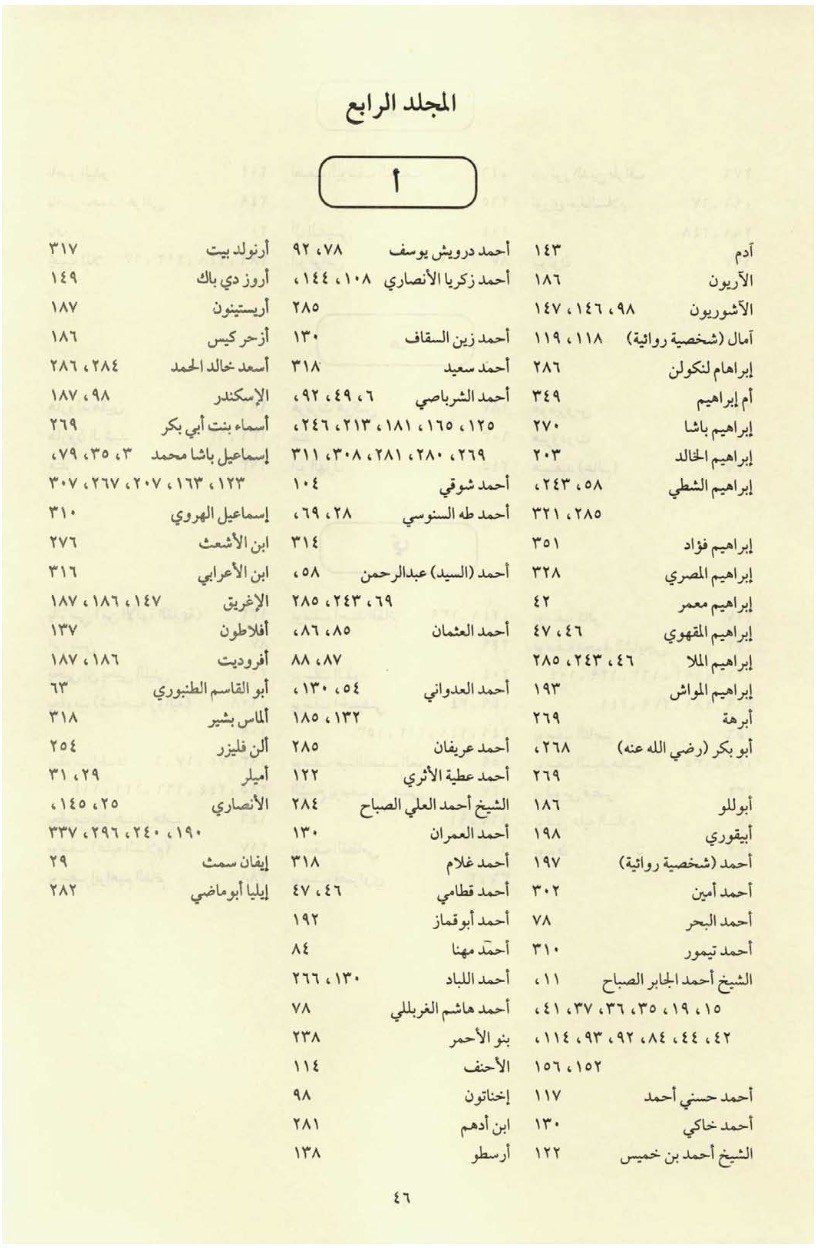 المجلد الرابع
أ
آدم ١٤٣
الآريون ١٨٦
الآشوريون ٩٨، ١٤٦، ١٤٧
آمال (شخصية روائية) ١١٨، ١١٩
إبراهام لنكولن ٢٨٦
أم إبراهيم ٣٤٩
إبراهيم باشا ٢٧٠
إبراهيم الخالد ٢٠٣
إبراهيم الشطي ٥٨، ٢٤٣،
٢٨٥، ٣٢١
إبراهيم فؤاد ٣٥١
إبراهيم المصري ٣٢٨
إبراهيم معمر ٤٢
إبراهيم المقهوي ٤٦، ٤٧
إبراهيم الملا ٤٦، ٢٤٣، ٢٨٥
إبراهيم المواش ١٩٣
أبرهة ٢٦٩
أبو بكر (رضي الله عنه) ٢٦٨،
٢٦٩
أبوللو ١٨٦
أبيقوري ١٩٨
أحمد (شخصية روائية) ١٩٧
أحمد أمين ٣٠٢
أحمد البحر ٧٨
أحمد تيمور ٣١٠
الشيخ أحمد الجابر الصباح ١١،
١٥، ١٩، ٣٥، ٣٦، ٣٧، ٤١،
٤٢، ٤٤، ٨٤، ٩٢، ٩٣، ١١٤،
١٥٢، ١٥٦
أحمد حسني أحمد ١١٧
أحمد خاكي ١٣٠
الشيخ أحمد بن خميس ١٢٢
أحمد درويش يوسف ٧٨، ٩٢
أحمد زكريا الأنصاري ١٠٨، ١٤٤،
٢٨٥
أحمد زين السقاف ١٣٠
أحمد سعيد ٣١٨
أحمد الشرباصي ٦، ٤٩، ٩٢،
١٢٥، ١٦٥، ١٨١، ٢١٣، ٢٤٦،
٢٦٩، ٢٨٠، ٢٨١، ٣٠٨، ٣١١
أحمد شوقي ١٠٤
أحمد طه السنوسي ٢٨، ٦٩،
٣١٤
أحمد (السيد) عبدالرحمن ٥٨،
٦٩، ٢٤٣، ٢٨٥
أحمد العثمان ٨٥، ٨٦،
٨٧، ٨٨
أحمد العدواني ٥٤، ١٣٠،
١٣٢، ١٨٥
أحمد عريفان ٢٨٥
أحمد عطية الأثري ١٢٢
الشيخ أحمد العلي الصباح ٢٨٤
أحمد العمران ١٣٠
أحمد غلام ٣١٨
أحمد قطامي ٤٦، ٤٧
أحمد أبوقماز ١٩٢
أحمد مهنا ٨٤
أحمد اللباد ١٣٠، ٢٦٦
أحمد هاشم الغربللي ٧٨
بنو الأحمر ٢٣٨
الأحنف ١١٤
إخناتون ٩٨
ابن أدهم ٢٨١
أرسطو ١٣٨
أرنولد بيت ٣١٧
أروز دي باك ١٤٩
أريستينون ١٨٧
أزحر كيس ١٨٦
أسعد خالد الحمد ٢٨٤، ٢٨٦
الإسكندر ٩٨، ١٨٧
أسماء بنت أبي بكر ٢٦٩
إسماعيل باشا محمد ٣، ٣٥، ٧٩،
١٢٣، ١٦٣، ٢٠٧، ٢٦٧، ٣٠٧
إسماعيل الهروي ٣١٠
ابن الأشعث ٢٧٦
ابن الأعرابي ٣١٦
الإغريق ١٤٧، ١٨٦، ١٨٧
أفلاطون ١٣٧
أفروديت ١٨٦، ١٨٧
أبو القاسم الطنبوري ٦٣
ألماس بشير ٣١٨
ألن فليزر ٢٥٤
أميلر ٢٩، ٣١
الأنصاري ٢٥، ١٤٥،
١٩٠، ٢٤٠، ٢٩٦، ٣٣٧
إيفان سمث ٢٩
إيليا أبوماضي ٢٨٢
٤٦